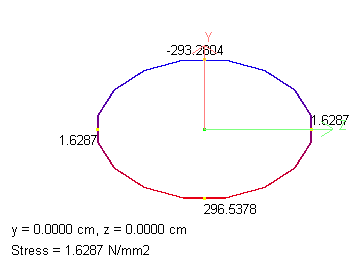 Y
-293.2804
1.6287
Z
1.6287
296.5378
y = 0.0000 cm, z = 0.0000 cm
Stress = 1.6287 N/mm2